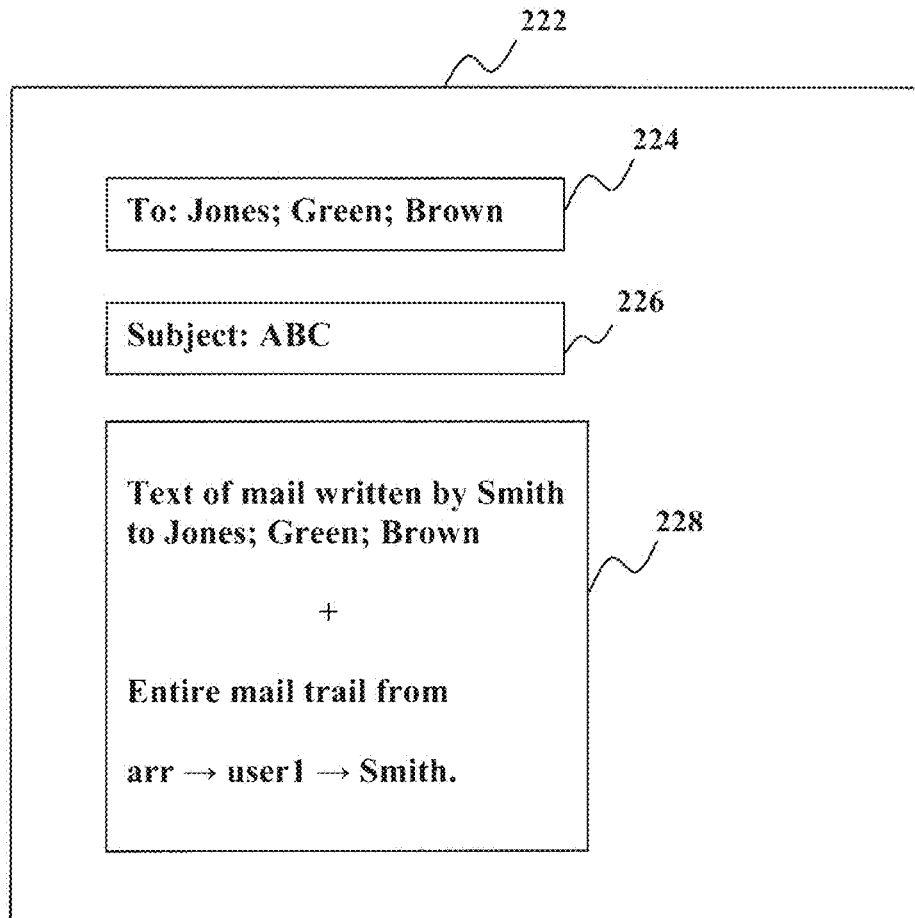 222
224
To: Jones; Green; Brown
226
Subject: ABC
Text of mail written by Smith
to Jones; Green; Brown
228
+
Entire mail trail from
arr → user1 → Smith.